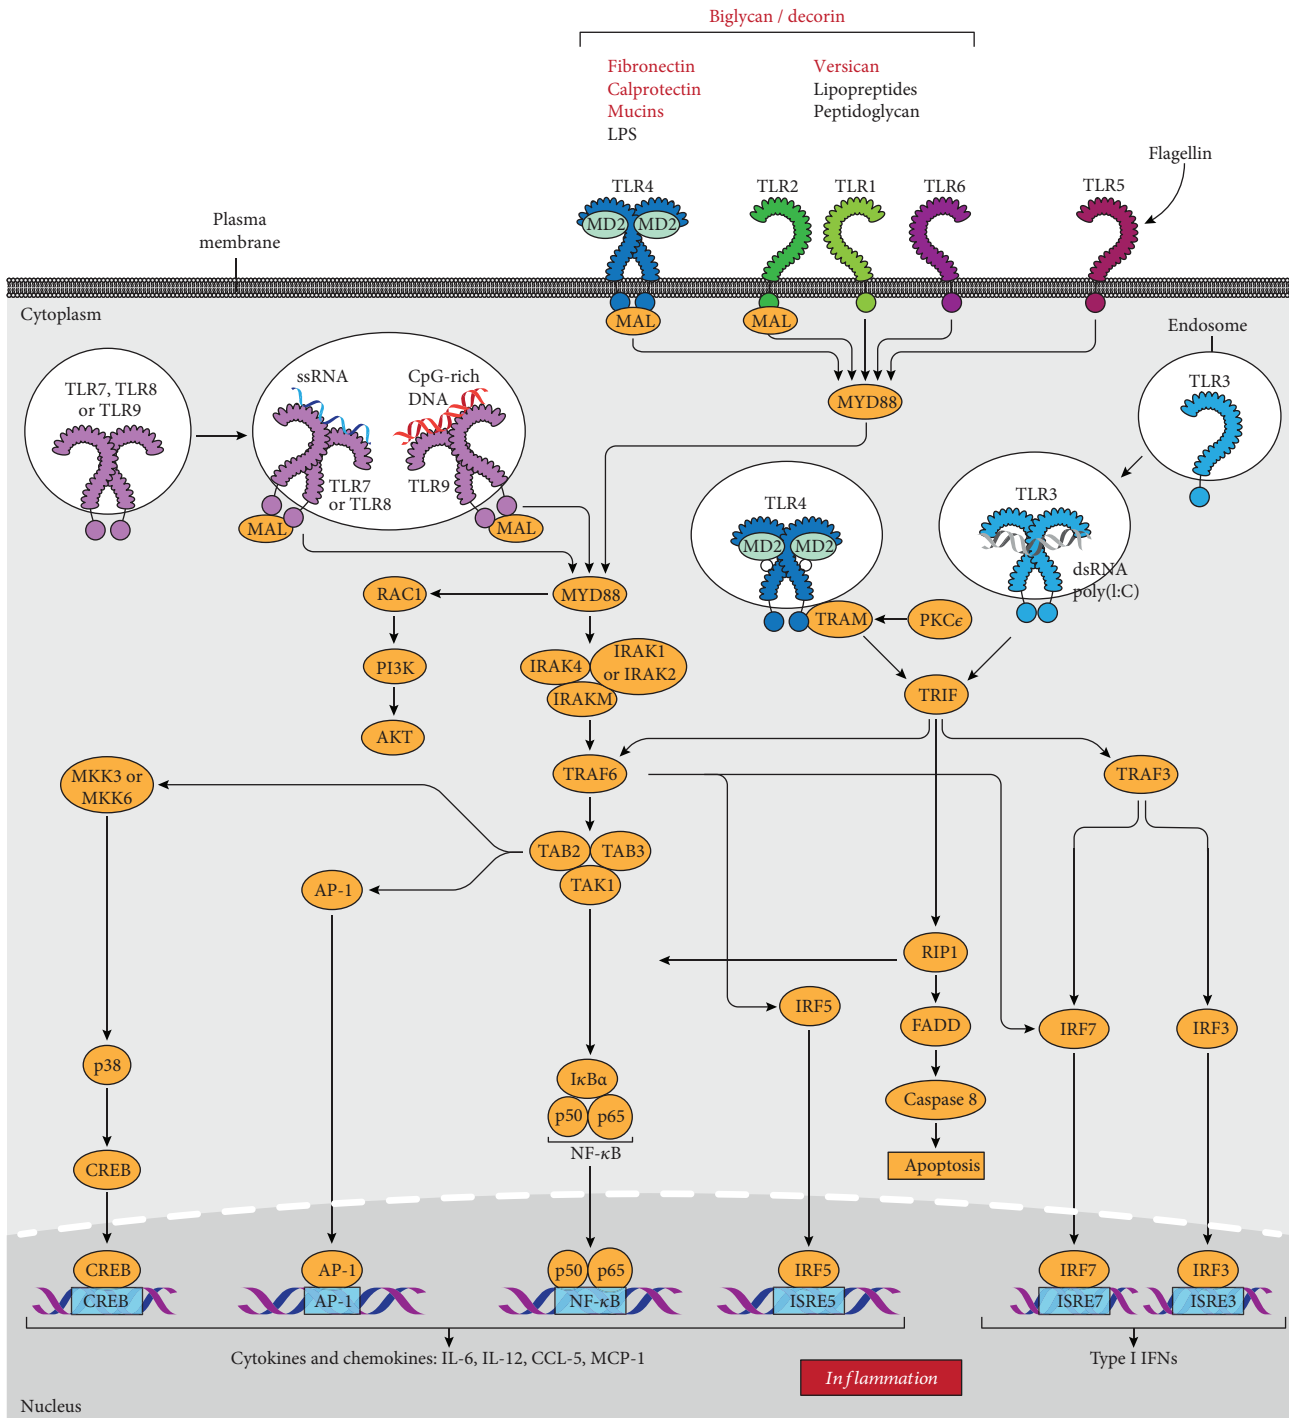 Biglycan / decorin
Fibronectin
Calprotectin
Mucins
LPS
Versican
Lipopreptides
Peptidoglycan
Flagellin
TLR4
TLR2
TLR1
TLR6
TLR5
MD2
MD2
Plasma
membrane
Cytoplasm
MAL
MAL
Endosome
TLR7, TLR8
or TLR9
ssRNA
CpG-rich
DNA
TLR7
or TLR8
TLR9
MAL
MAL
MYD88
TLR3
TLR4
MD2
MD2
TLR3
dsRNA
poly(l:C)
RAC1
MYD88
TRAM
PKCϵ
PI3K
IRAK4
IRAK1
or IRAK2
IRAKM
TRIF
AKT
MKK3 or
MKK6
TRAF6
TRAF3
TAB2
TAB3
TAK1
AP-1
RIP1
IRF5
FADD
IRF7
IRF3
p38
IκBα
p50
p65
NF-κB
Caspase 8
CREB
Apoptosis
CREB
CREB
AP-1
AP-1
p50
p65
NF-κB
IRF5
ISRE5
IRF7
ISRE7
IRF3
ISRE3
Cytokines and chemokines: IL-6, IL-12, CCL-5, MCP-1
Type I IFNs
Inflammation
Nucleus